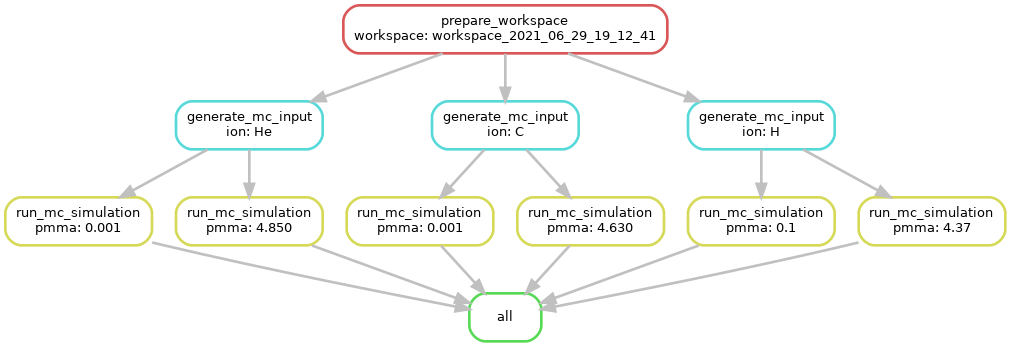 prepare_workspace
workspace: workspace_2021_06_29_19_12_41
generate_mc_input
ion: He
generate_mc_input
ion: C
generate_mc_input
ion: H
run_mc_simulation
pmma: 0.001
run_mc_simulation
pmma: 4.850
run_mc_simulation
pmma: 0.001
run_mc_simulation
pmma: 4.630
run_mc_simulation
pmma: 0.1
run_mc_simulation
pmma: 4.37
all